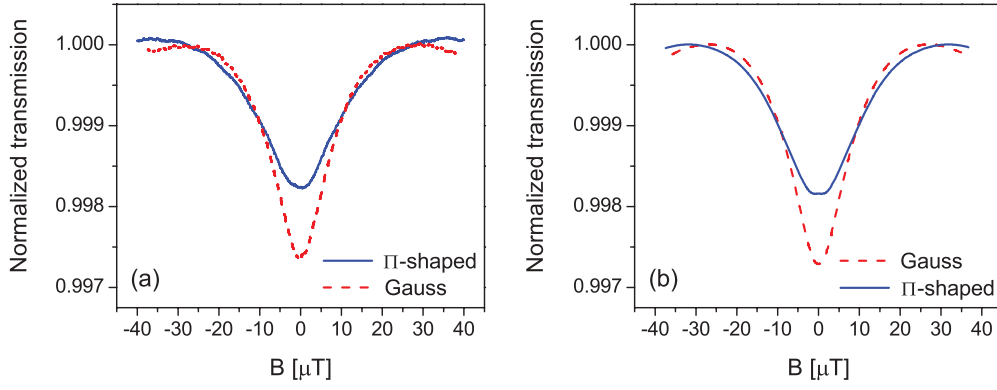 Normalized transmission
1.000
0.999
0.998
0.997
(a)
Π-shaped
Gauss
-40 -30 -20 -10 0 10 20 30 40
B [μT]
Normalized transmission
1.000
0.999
0.998
0.997
(b)
Gauss
Π-shaped
-40 -30 -20 -10 0 10 20 30 40
B [μT]